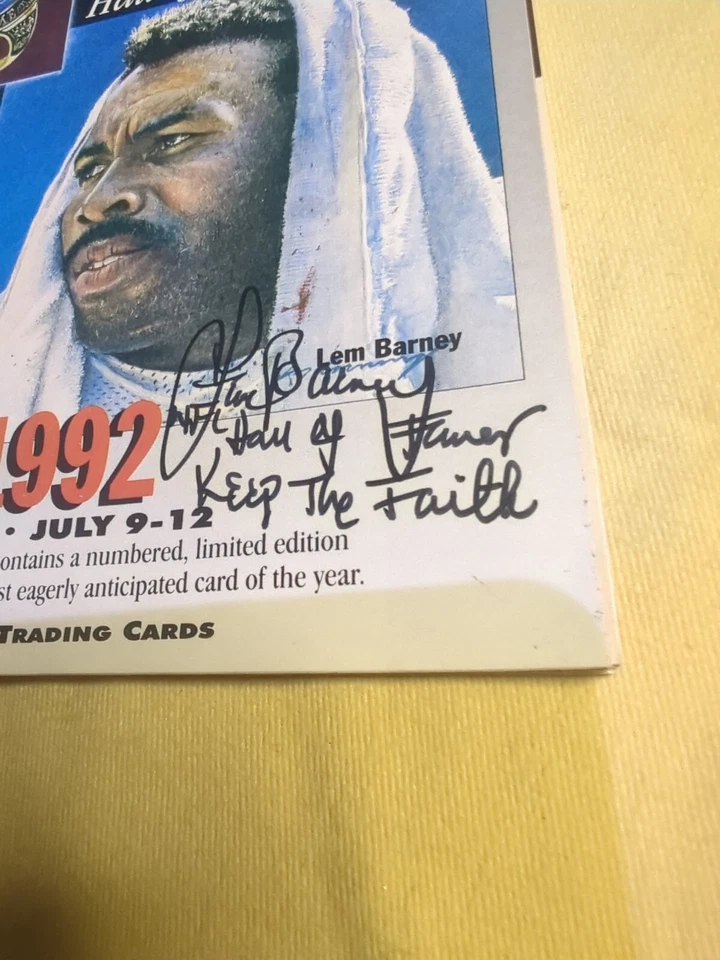 Lem Barney
Lem Barney
NFL
Hall of Famer
Keep The Faith
1992
• JULY 9-12
ontains a numbered, limited edition
st eagerly anticipated card of the year.
TRADING CARDS